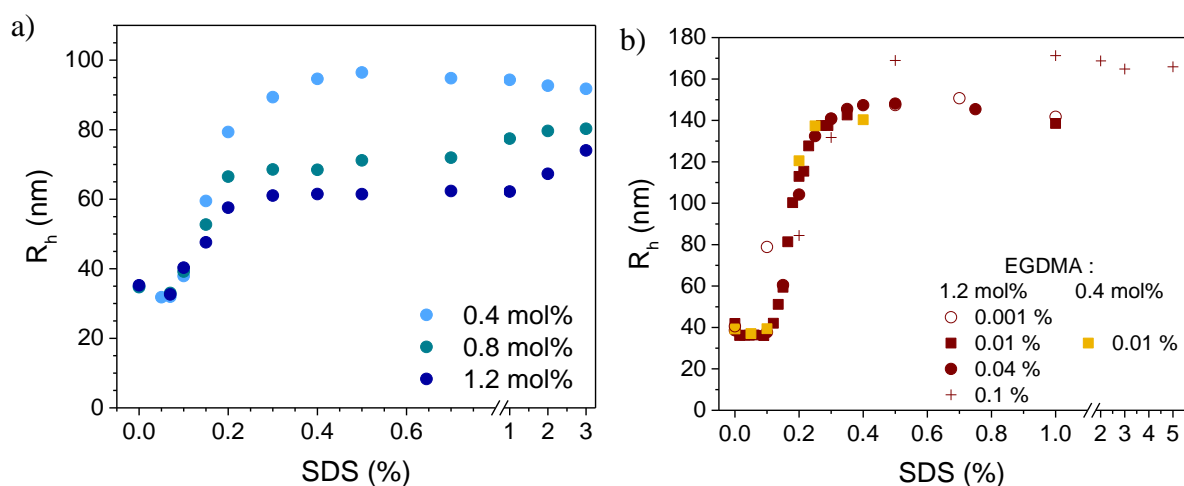 a)
R_h (nm)
100
80
60
40
20
0
0.0 0.2 0.4 0.6 1 2 3
SDS (%)
0.4 mol%
0.8 mol%
1.2 mol%
b)
R_h (nm)
180
160
140
120
100
80
60
40
20
0
0.0 0.2 0.4 0.6 0.8 1.0 2 3 4 5
SDS (%)
EGDMA :
1.2 mol% 0.4 mol%
0.001 %
0.01 % 0.01 %
0.04 %
0.1 %